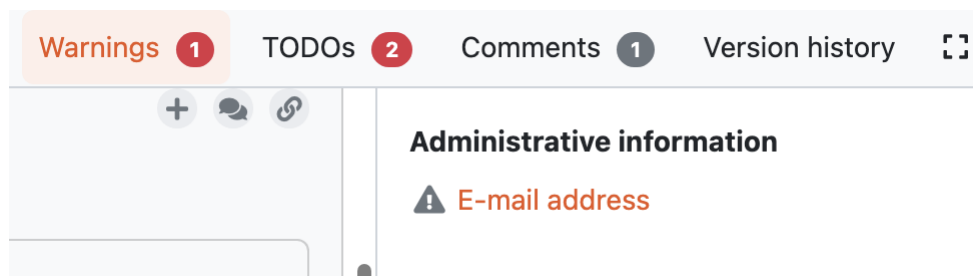 Warnings 1 TODOs 2 Comments 1 Version history
Administrative information
E-mail address